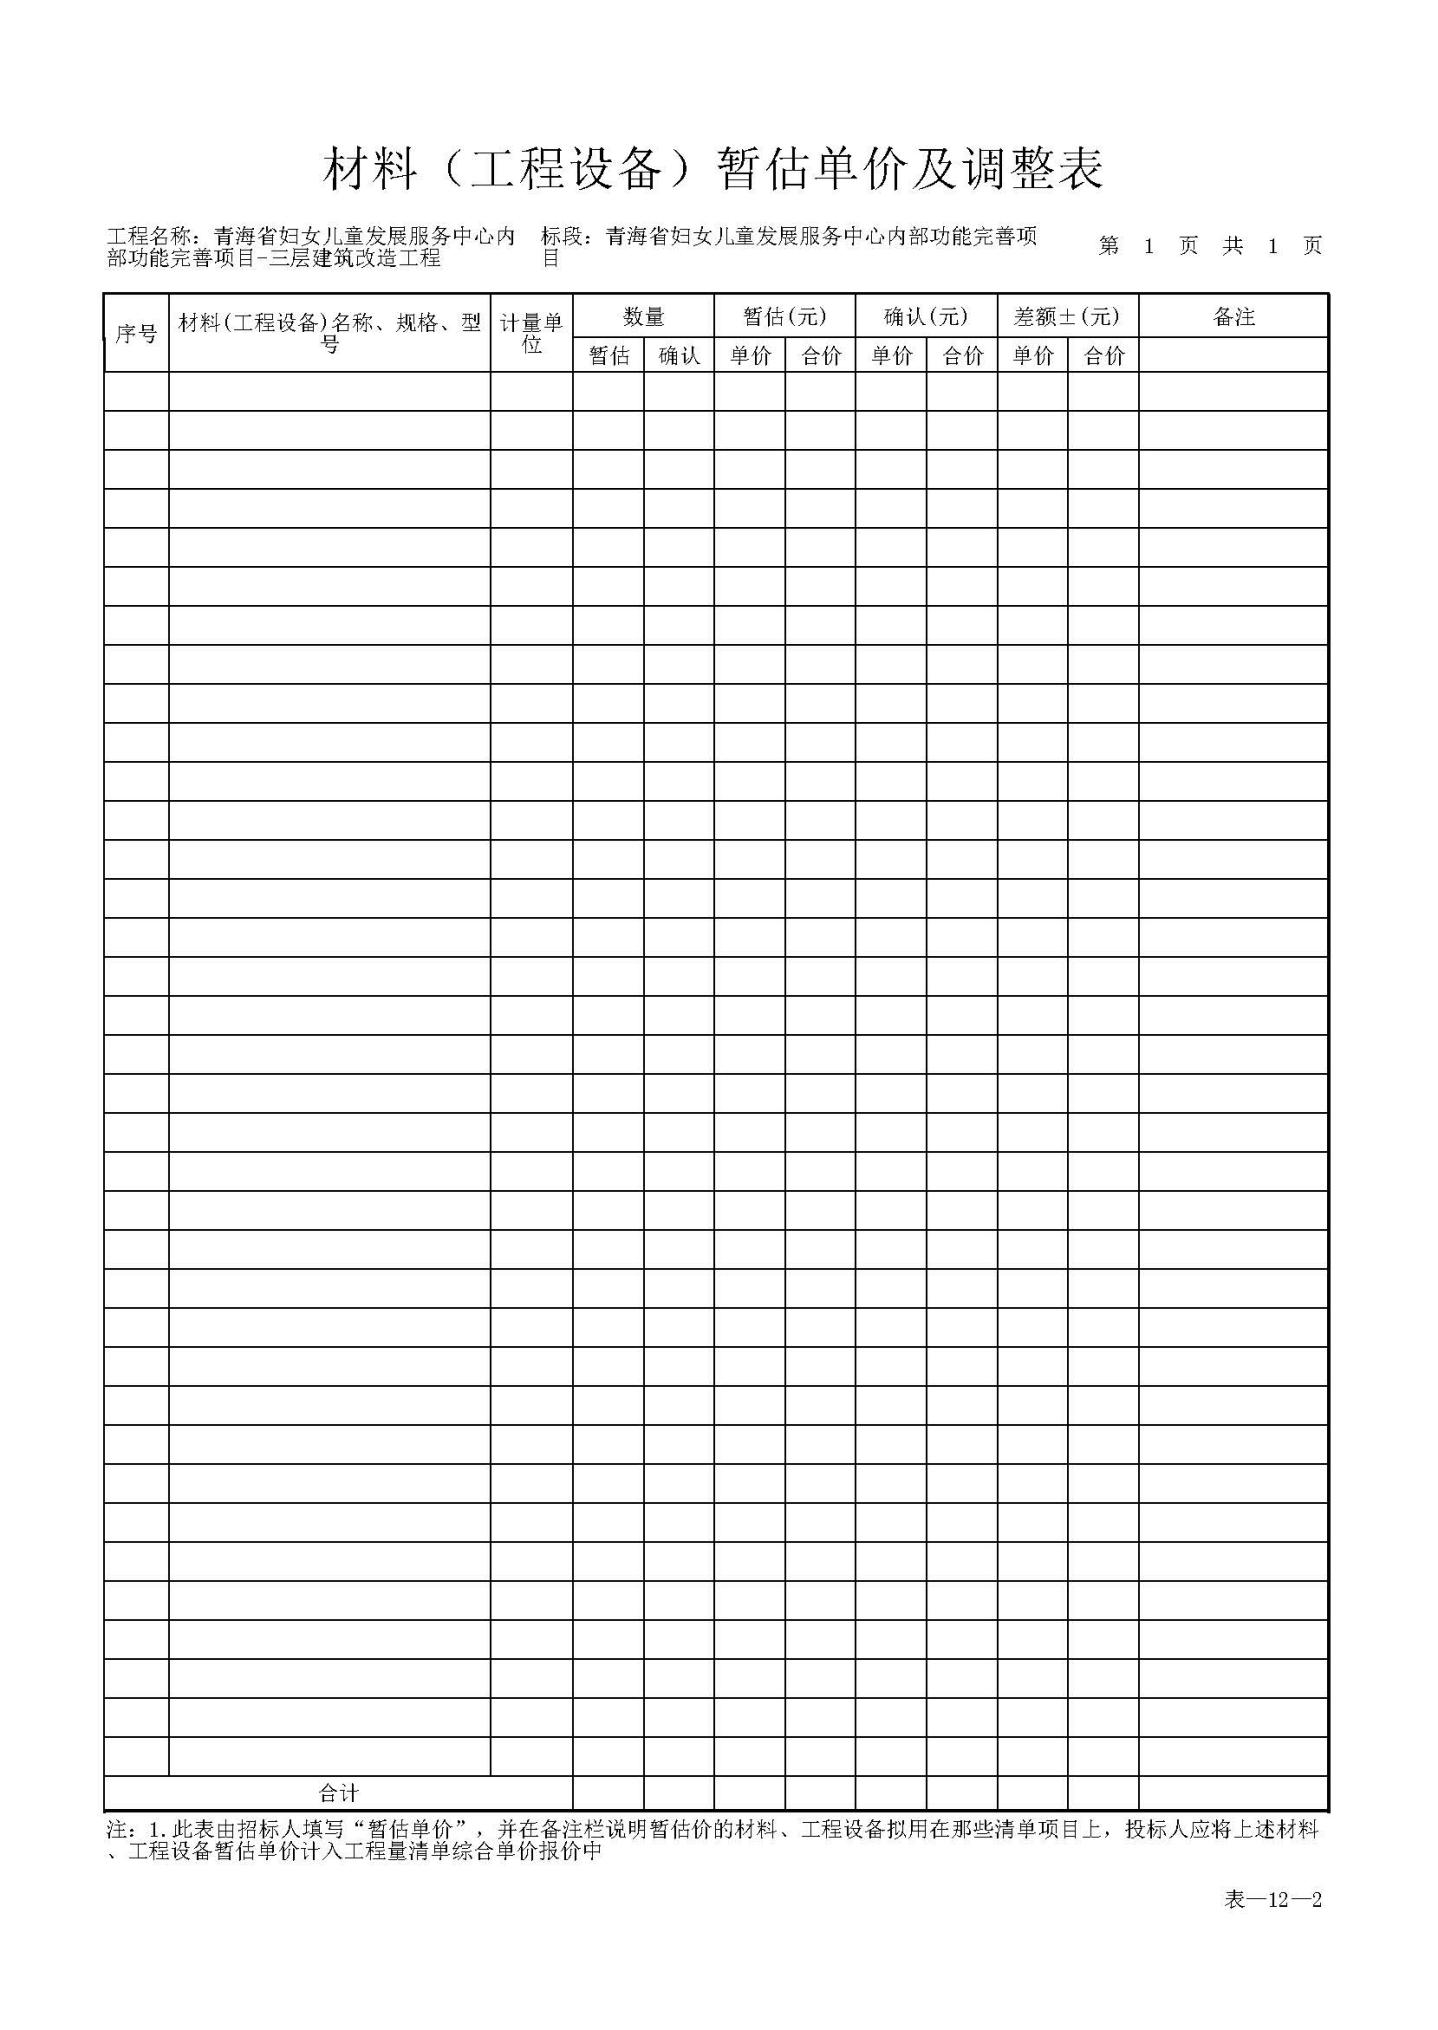 材料（工程设备）暂估单价及调整表
工程名称：青海省妇女儿童发展服务中心内
部功能完善项目-三层建筑改造工程
标段：青海省妇女儿童发展服务中心内部功能完善项
目
第 1 页 共 1 页
序号
材料(工程设备)名称、规格、型
号
计量单
位
数量
暂估(元)
确认(元)
差额±(元)
备注
暂估 确认 单价 合价 单价 合价 单价 合价
合计
注：1.此表由招标人填写“暂估单价”，并在备注栏说明暂估价的材料、工程设备拟用在那些清单项目上，投标人应将上述材料
、工程设备暂估单价计入工程量清单综合单价报价中
表—12—2